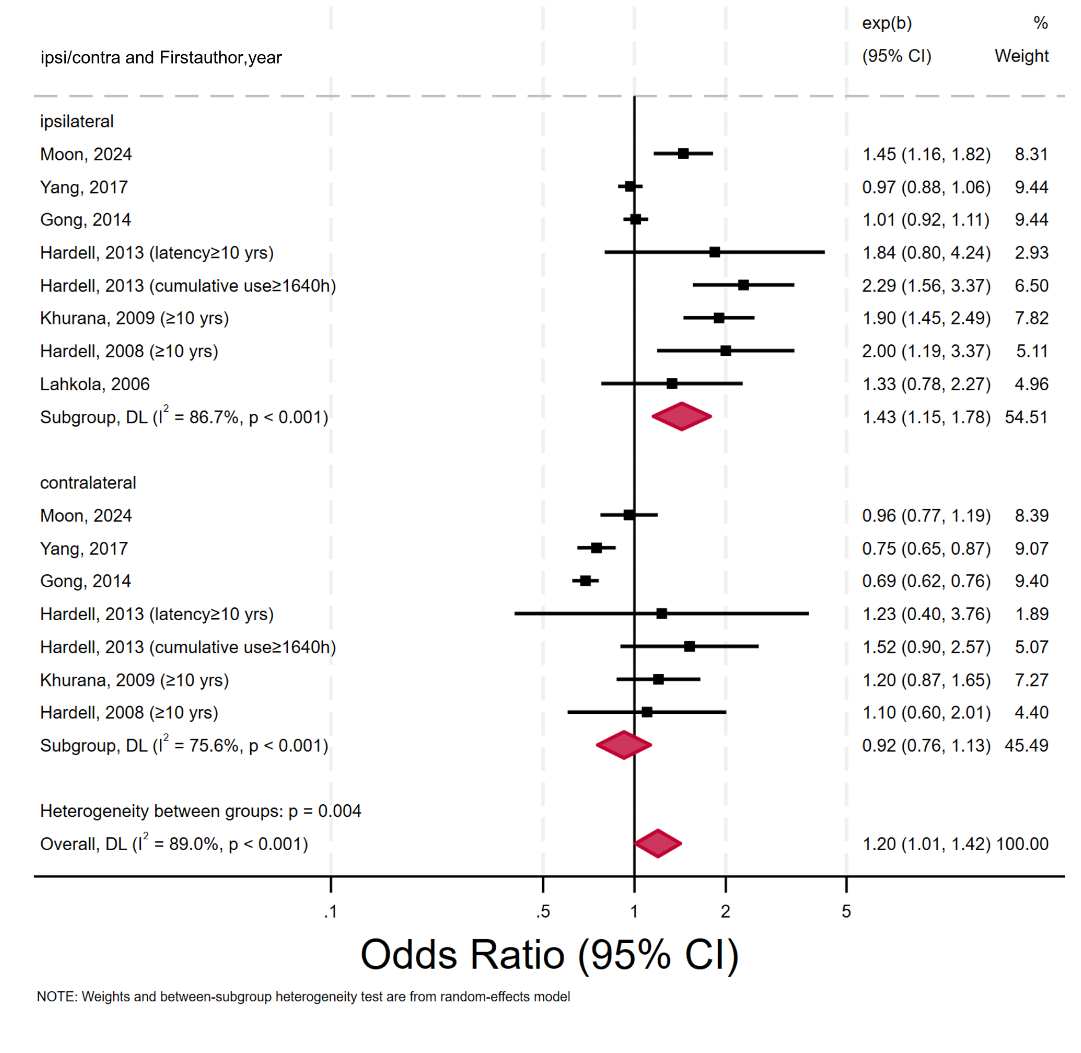 exp(b) %
ipsi/contra and Firstauthor,year (95% CI) Weight
ipsilateral
Moon, 2024 1.45 (1.16, 1.82) 8.31
Yang, 2017 0.97 (0.88, 1.06) 9.44
Gong, 2014 1.01 (0.92, 1.11) 9.44
Hardell, 2013 (latency≥10 yrs) 1.84 (0.80, 4.24) 2.93
Hardell, 2013 (cumulative use≥1640h) 2.29 (1.56, 3.37) 6.50
Khurana, 2009 (≥10 yrs) 1.90 (1.45, 2.49) 7.82
Hardell, 2008 (≥10 yrs) 2.00 (1.19, 3.37) 5.11
Lahkola, 2006 1.33 (0.78, 2.27) 4.96
Subgroup, DL (I² = 86.7%, p < 0.001) 1.43 (1.15, 1.78) 54.51
contralateral
Moon, 2024 0.96 (0.77, 1.19) 8.39
Yang, 2017 0.75 (0.65, 0.87) 9.07
Gong, 2014 0.69 (0.62, 0.76) 9.40
Hardell, 2013 (latency≥10 yrs) 1.23 (0.40, 3.76) 1.89
Hardell, 2013 (cumulative use≥1640h) 1.52 (0.90, 2.57) 5.07
Khurana, 2009 (≥10 yrs) 1.20 (0.87, 1.65) 7.27
Hardell, 2008 (≥10 yrs) 1.10 (0.60, 2.01) 4.40
Subgroup, DL (I² = 75.6%, p < 0.001) 0.92 (0.76, 1.13) 45.49
Heterogeneity between groups: p = 0.004
Overall, DL (I² = 89.0%, p < 0.001) 1.20 (1.01, 1.42) 100.00
.1 .5 1 2 5
Odds Ratio (95% CI)
NOTE: Weights and between-subgroup heterogeneity test are from random-effects model